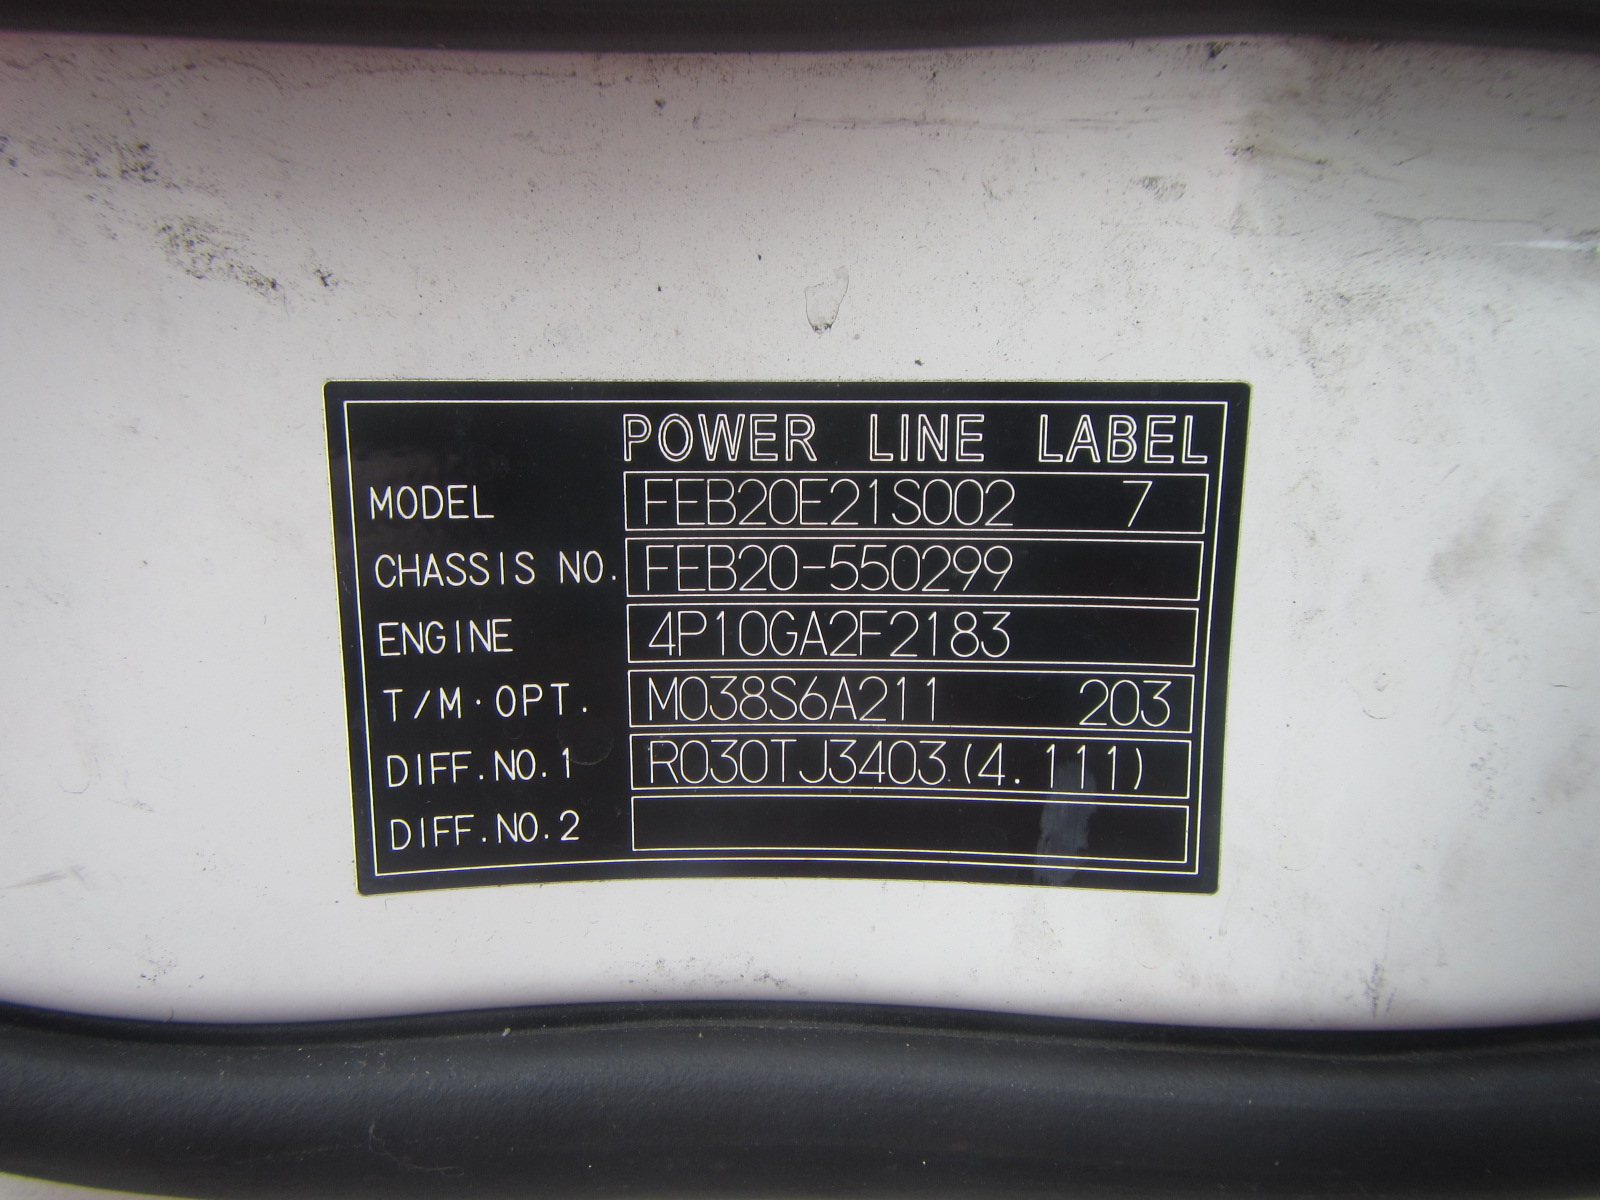 POWER LINE LABEL
MODEL FEB20E21S002 7
CHASSIS NO. FEB20-550299
ENGINE 4P10GA2F2183
T/M·OPT. M038S6A211 203
DIFF.NO.1 R030TJ3403(4.111)
DIFF.NO.2